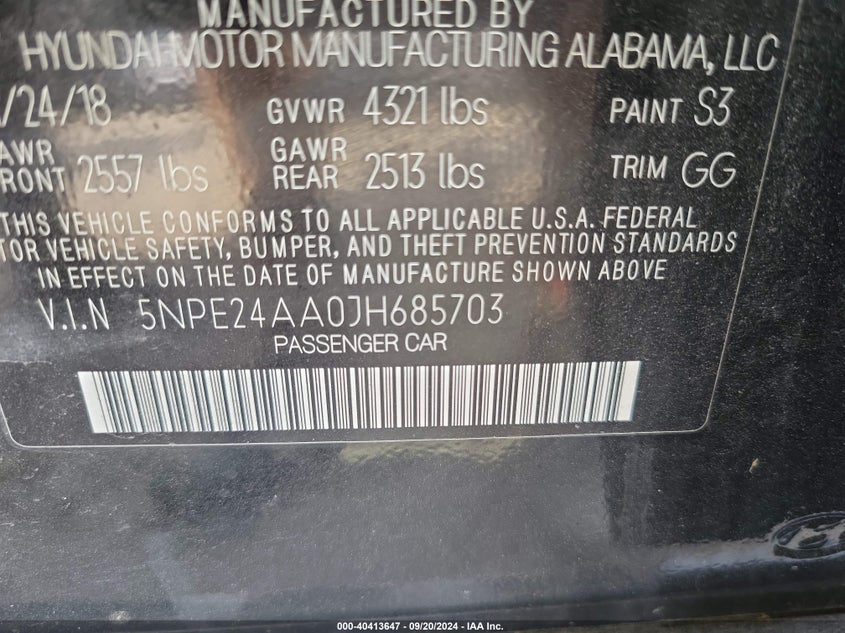 MANUFACTURED BY
HYUNDAI MOTOR MANUFACTURING ALABAMA, LLC
/24/18 GVWR 4321 lbs PAINT S3
AWR FRONT 2557 lbs GAWR REAR 2513 lbs TRIM GG
THIS VEHICLE CONFORMS TO ALL APPLICABLE U.S.A. FEDERAL
TOR VEHICLE SAFETY, BUMPER, AND THEFT PREVENTION STANDARDS
IN EFFECT ON THE DATE OF MANUFACTURE SHOWN ABOVE
V.I.N 5NPE24AA0JH685703
PASSENGER CAR
000-40413647 - 09/20/2024 - IAA Inc.